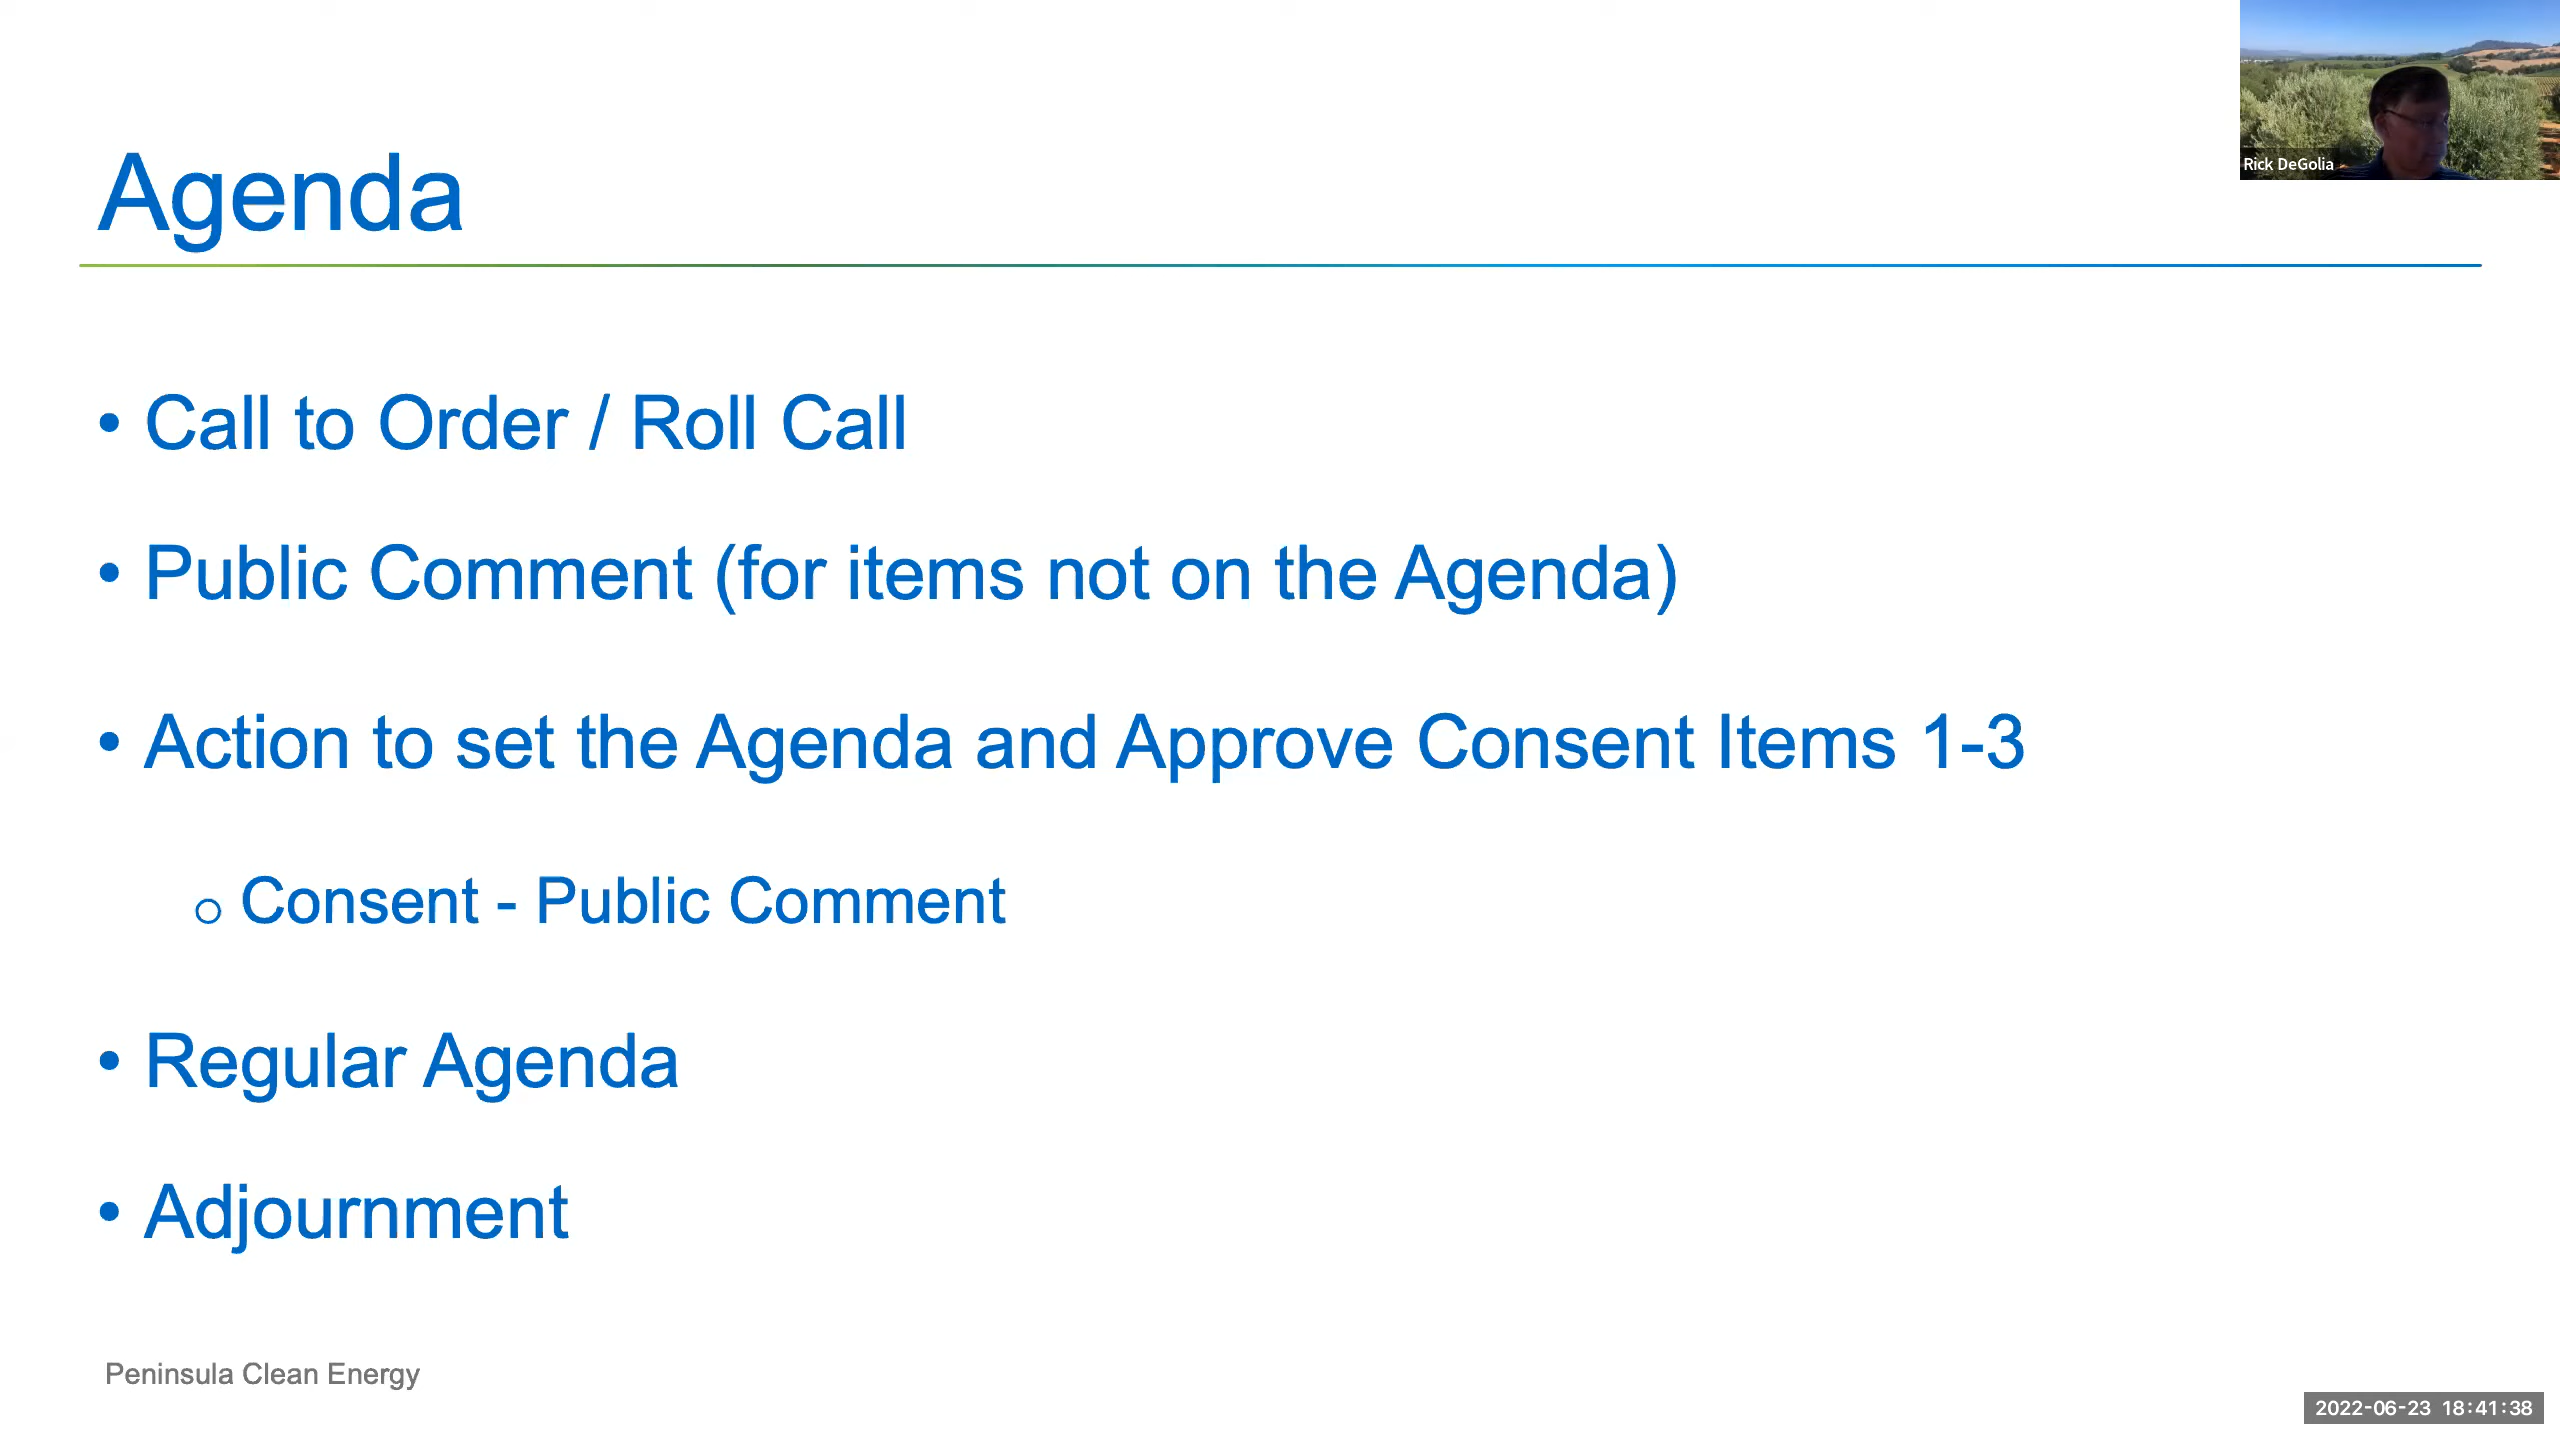 Rick DeGolia
Agenda
• Call to Order / Roll Call
• Public Comment (for items not on the Agenda)
• Action to set the Agenda and Approve Consent Items 1-3
o Consent - Public Comment
• Regular Agenda
• Adjournment
Peninsula Clean Energy
2022-06-23 18:41:38